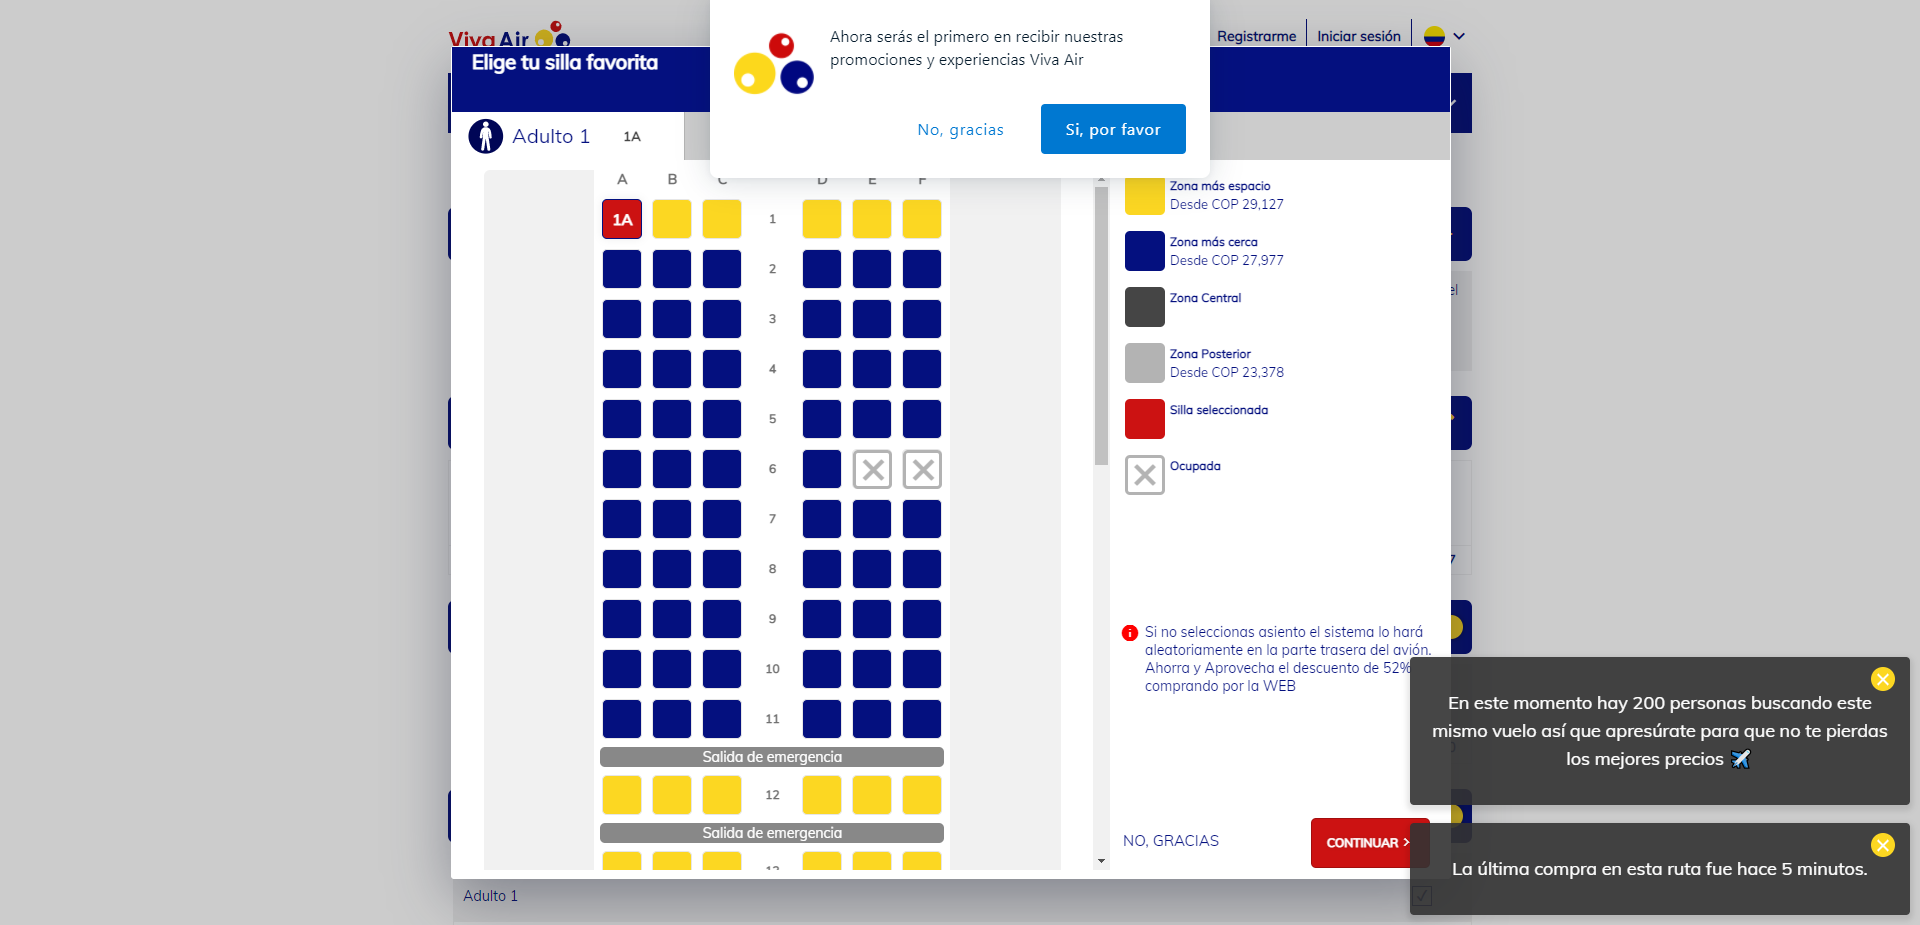 Viva Air
Registrarme
Iniciar sesión
Elige tu silla favorita
Ahora serás el primero en recibir nuestras
promociones y experiencias Viva Air
No, gracias
Si, por favor
Adulto 1
1A
A B C D E F
1A
1
2
3
4
5
6
7
8
9
10
11
Salida de emergencia
12
Salida de emergencia
13
Zona más espacio
Desde COP 29,127
Zona más cerca
Desde COP 27,977
Zona Central
Zona Posterior
Desde COP 23,378
Silla seleccionada
Ocupada
el
7
Si no seleccionas asiento el sistema lo hará
aleatoriamente en la parte trasera del avión.
Ahorra y Aprovecha el descuento de 52%
comprando por la WEB
NO, GRACIAS
CONTINUAR
En este momento hay 200 personas buscando este
mismo vuelo así que apresúrate para que no te pierdas
los mejores precios
La última compra en esta ruta fue hace 5 minutos.
Adulto 1